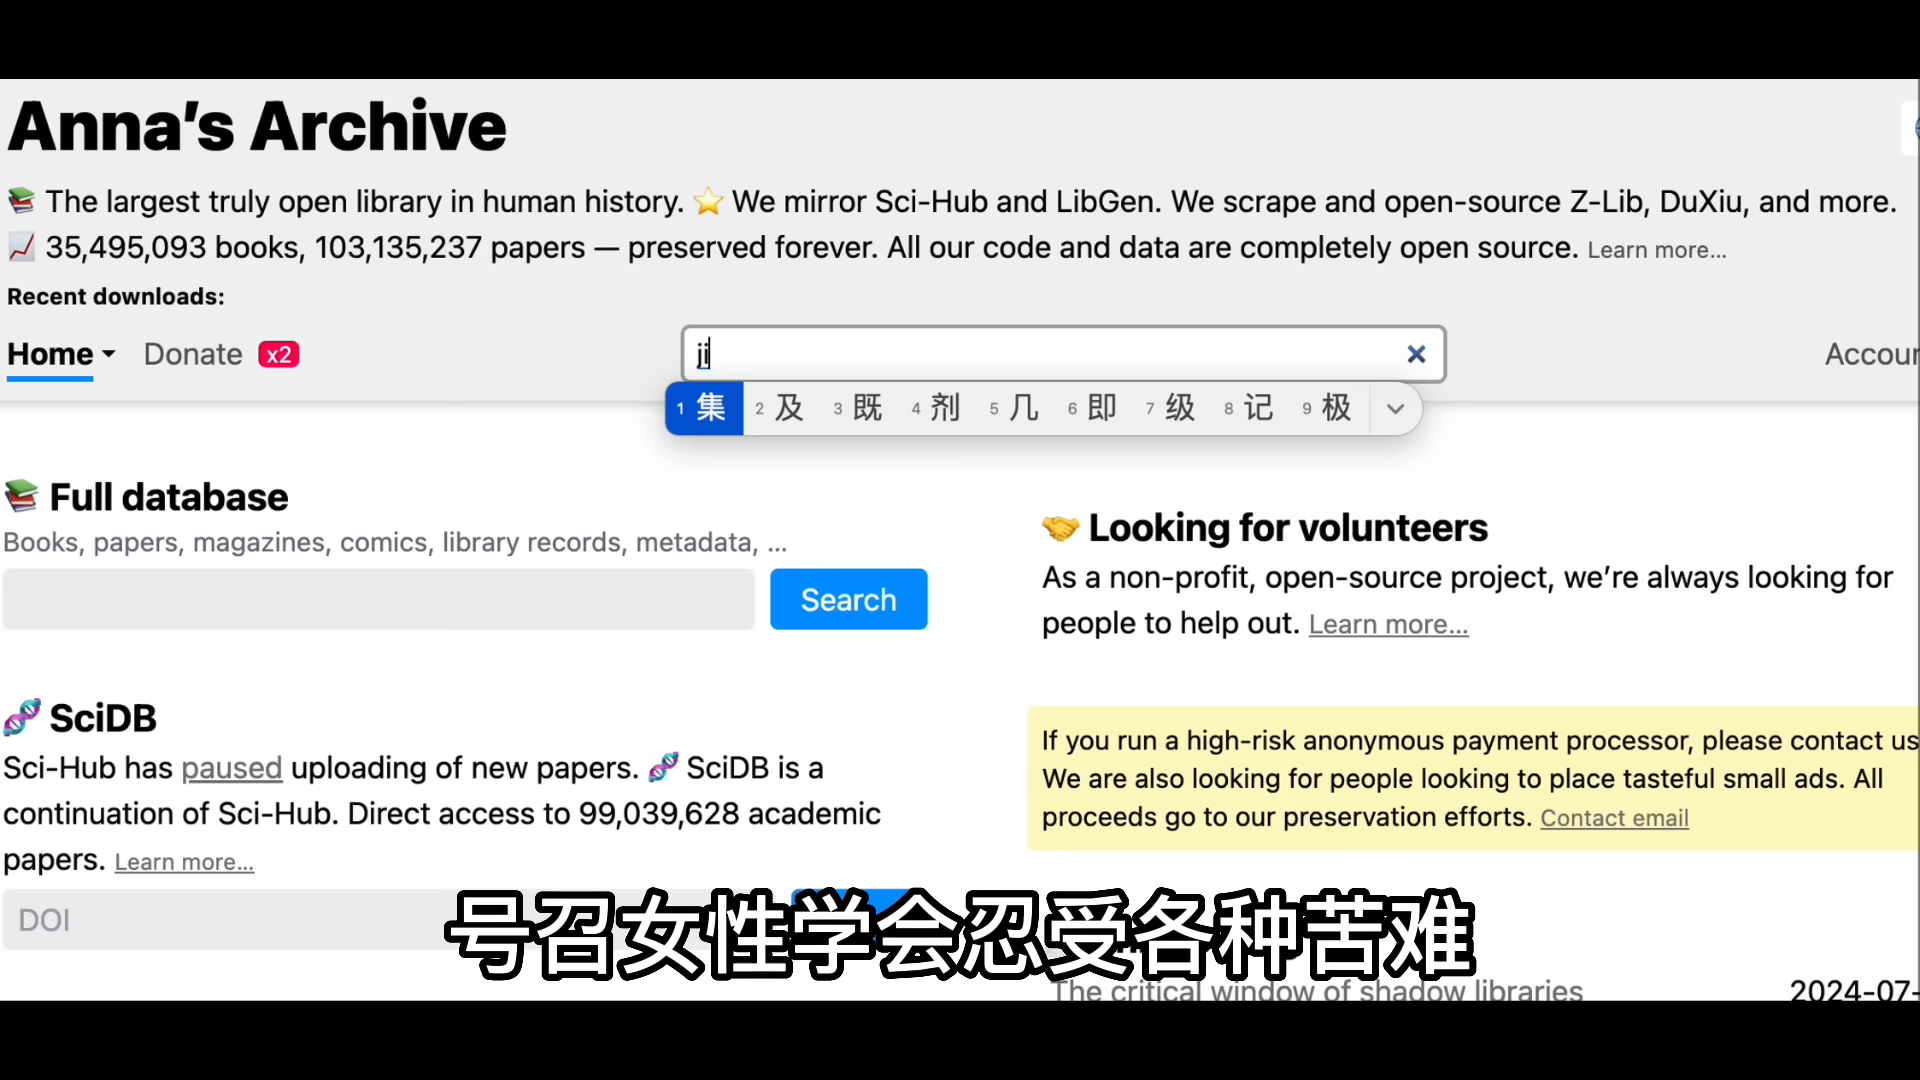 Anna's Archive
📚 The largest truly open library in human history. ⭐ We mirror Sci-Hub and LibGen. We scrape and open-source Z-Lib, DuXiu, and more.
📈 35,495,093 books, 103,135,237 papers — preserved forever. All our code and data are completely open source. Learn more…
Recent downloads:
Home Donate x2
ji
Accoun
1 集 2 及 3 既 4 剂 5 几 6 即 7 级 8 记 9 极
📚 Full database
Books, papers, magazines, comics, library records, metadata, …
Search
🤝 Looking for volunteers
As a non-profit, open-source project, we’re always looking for
people to help out. Learn more…
🧬 SciDB
Sci-Hub has paused uploading of new papers. 🧬 SciDB is a
continuation of Sci-Hub. Direct access to 99,039,628 academic
papers. Learn more…
DOI
If you run a high-risk anonymous payment processor, please contact us
We are also looking for people looking to place tasteful small ads. All
proceeds go to our preservation efforts. Contact email
号召女性学会忍受各种苦难
The critical window of shadow libraries
2024-07-